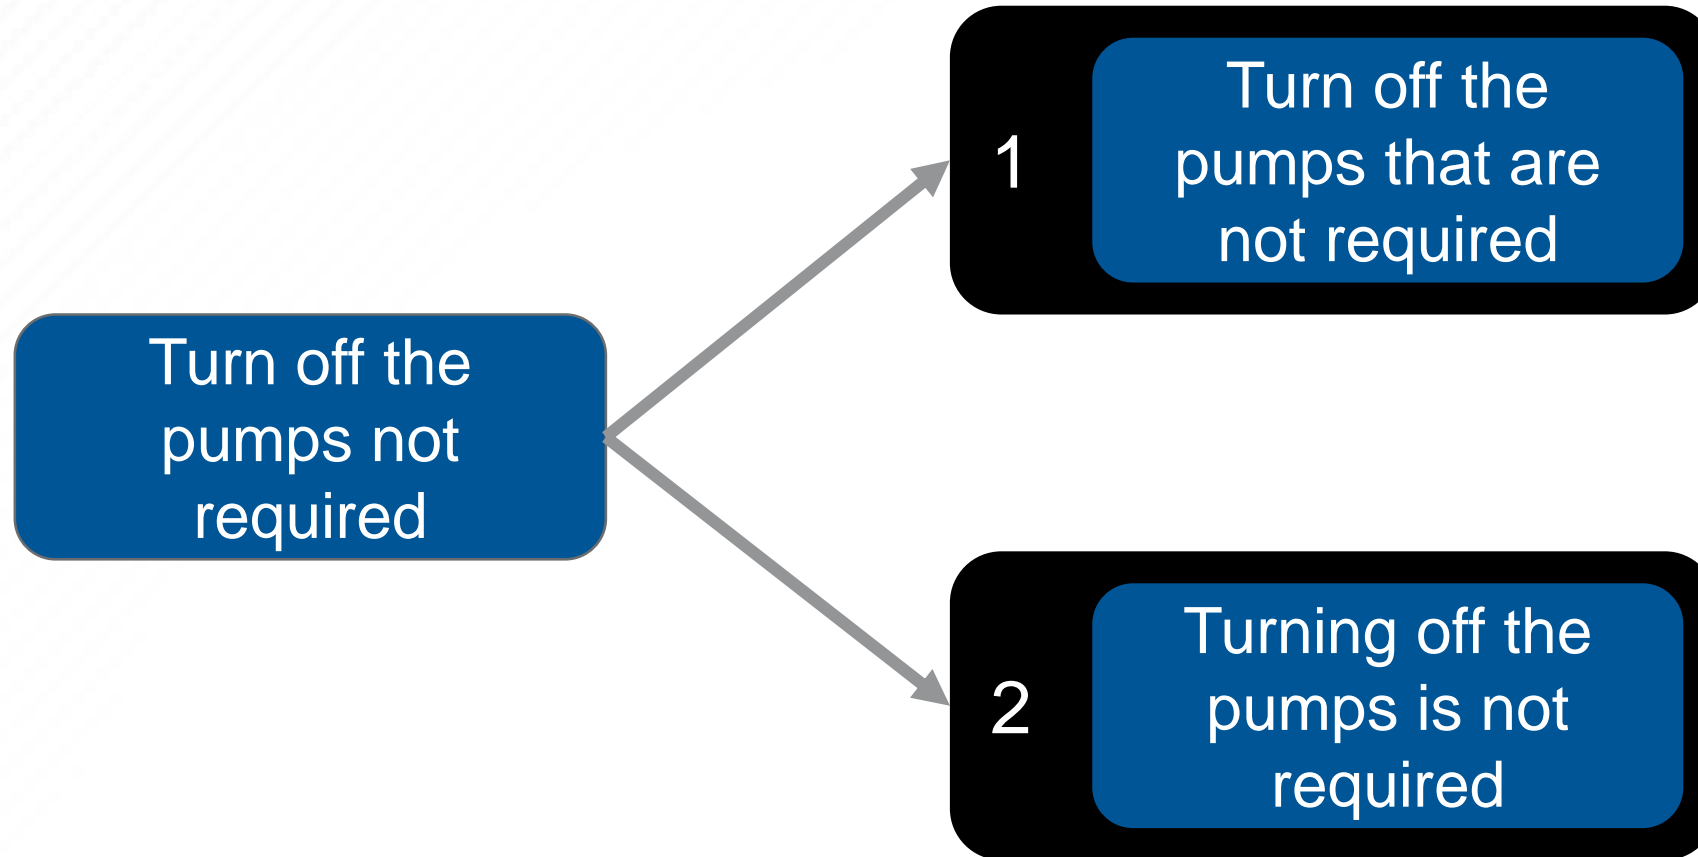 Turn off the
pumps not
required
1
Turn off the
pumps that are
not required
2
Turning off the
pumps is not
required